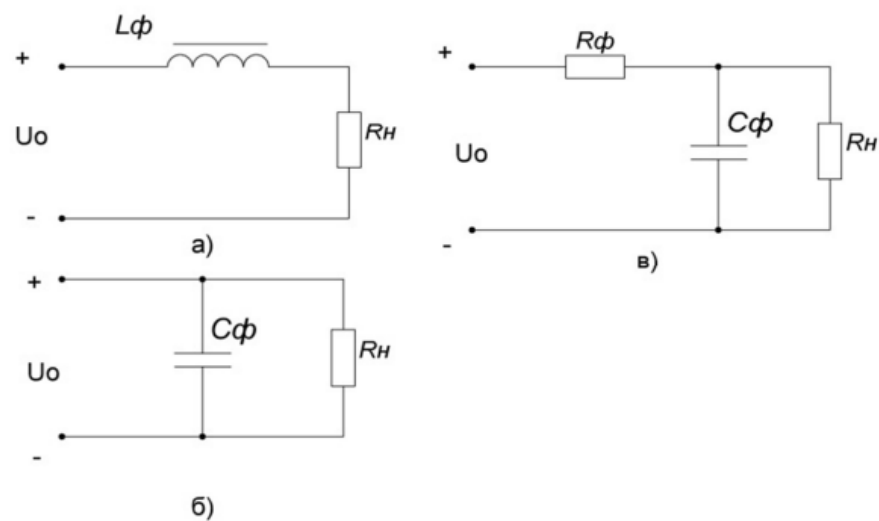 Lф
+
Uo
Rн
-
а)
+
Cф
Uo
Rн
-
б)
+
Rф
Cф
Uo
Rн
-
в)